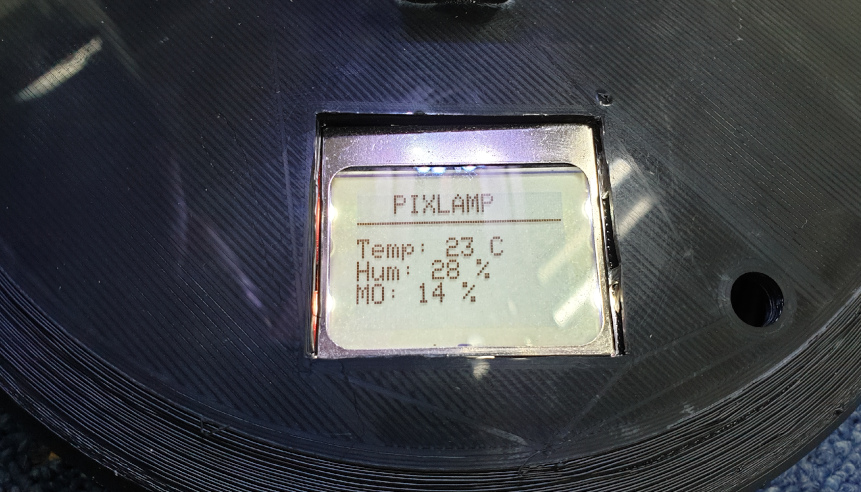 PIXLAMP
Temp: 23 C
Hum: 28 %
MO: 14 %